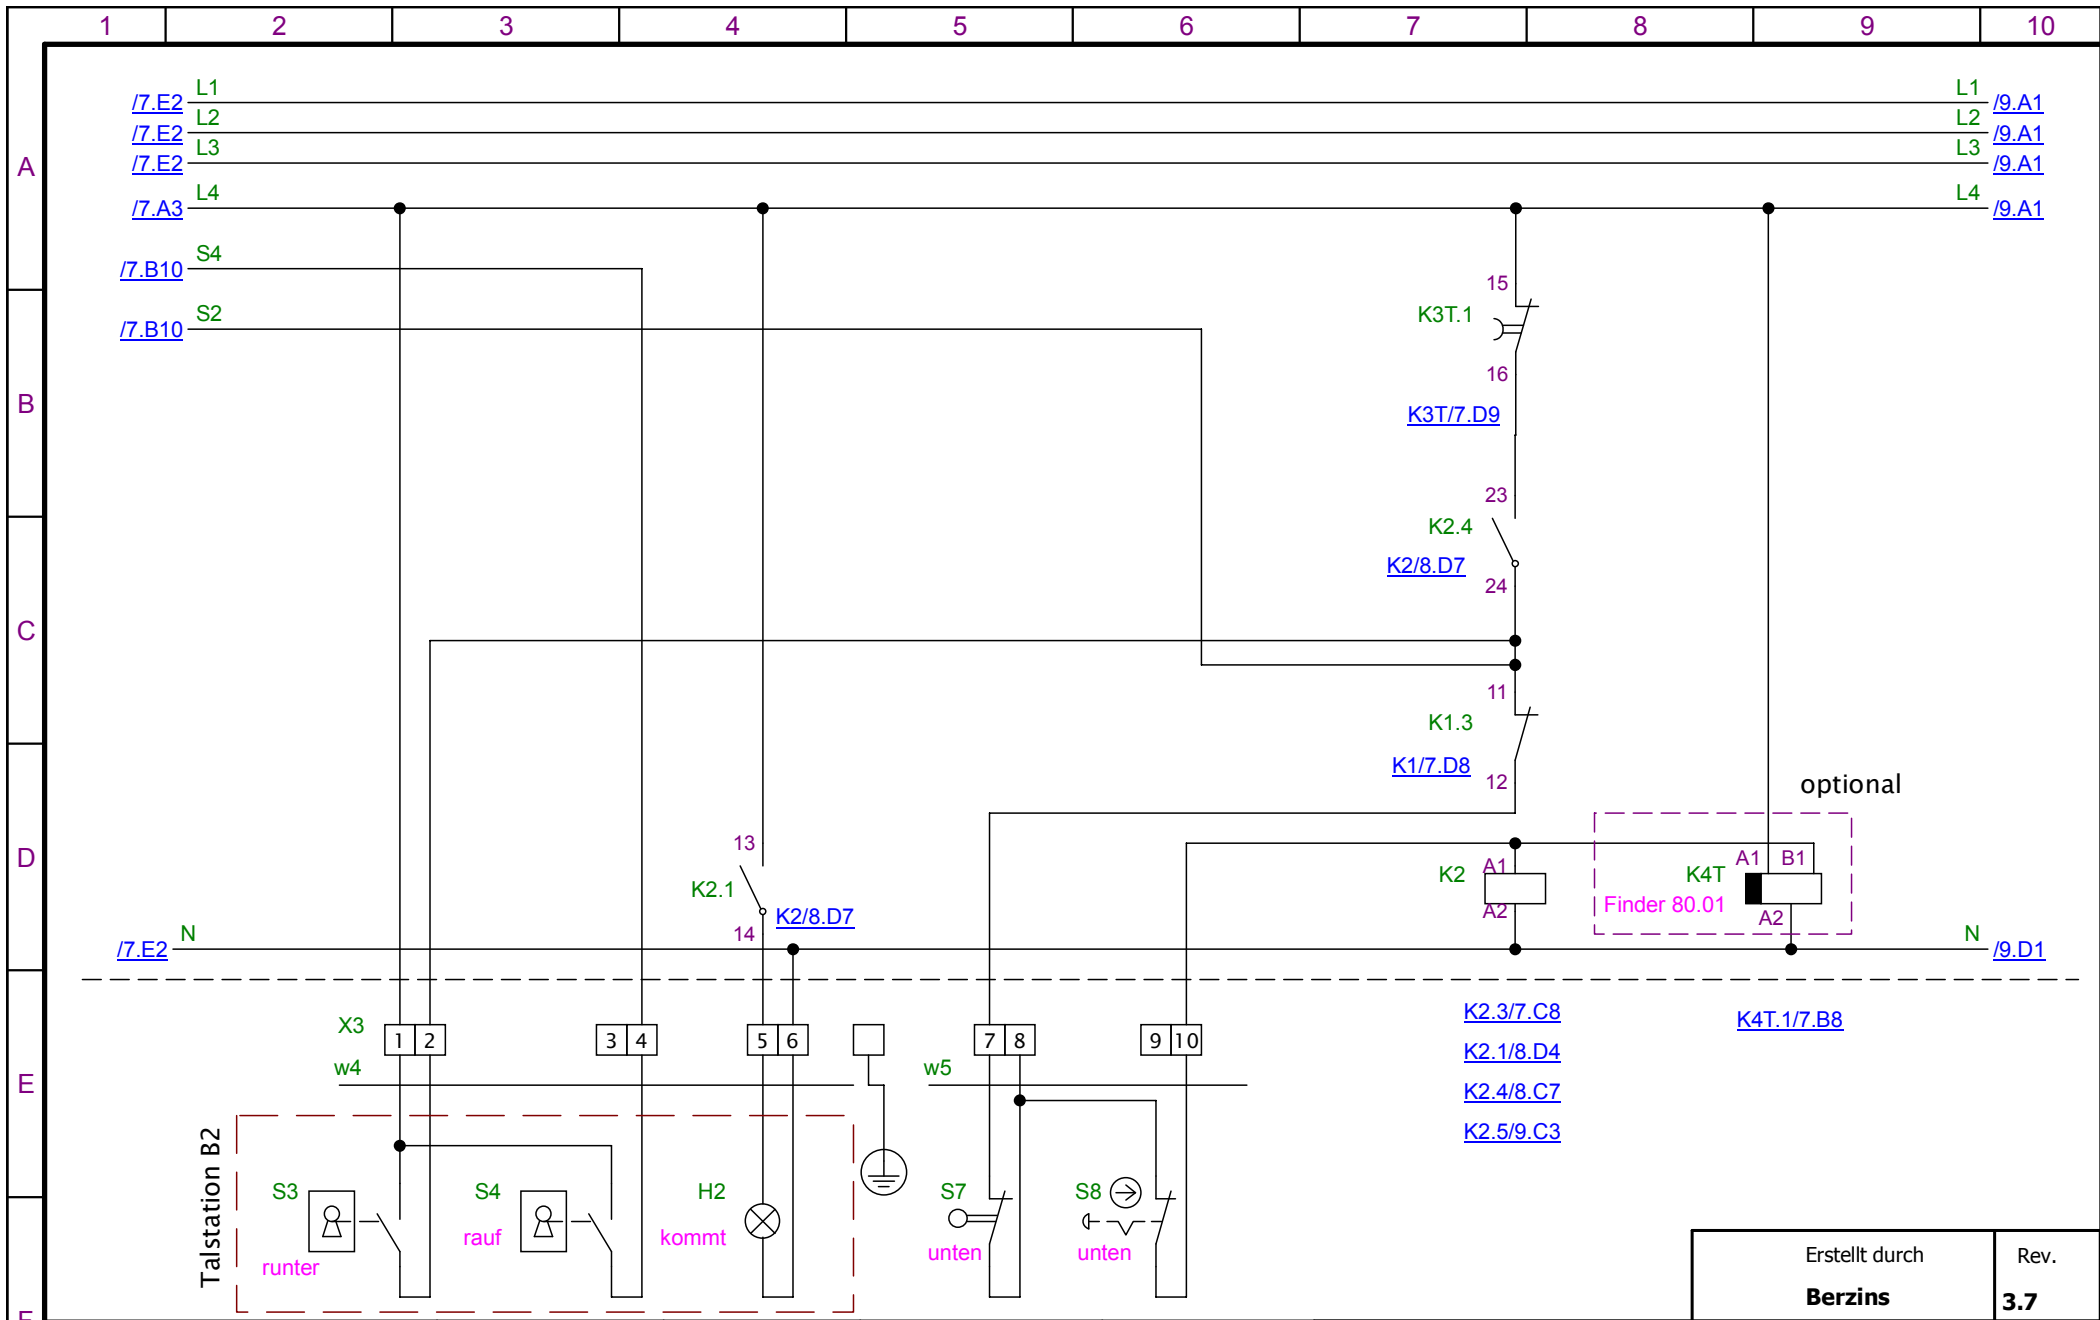 1 2 3 4 5 6 7 8 9 10
L1 L1
/7.E2 /9.A1
L2 L2
/7.E2 /9.A1
L3 L3
/7.E2 /9.A1
A
L4 L4
/7.A3 /9.A1
S4
/7.B10
15
S2
/7.B10
K3T.1
16
B
K3T/7.D9
23
K2.4
K2/8.D7
24
C
11
K1.3
K1/7.D8
12
optional
13
D
A1 A1 B1
K2.1 K2 K4T
K2/8.D7 A2 Finder 80.01 A2
14
N N
/7.E2 /9.D1
K2.3/7.C8 K4T.1/7.B8
X3 1 2 3 4 5 6 7 8 9 10
K2.1/8.D4
w4 w5
E
K2.4/8.C7
K2.5/9.C3
Talstation B2
S3 S4 H2 S7 S8
rauf kommt unten unten
runter
Erstellt durch Rev.
Berzins 3.7